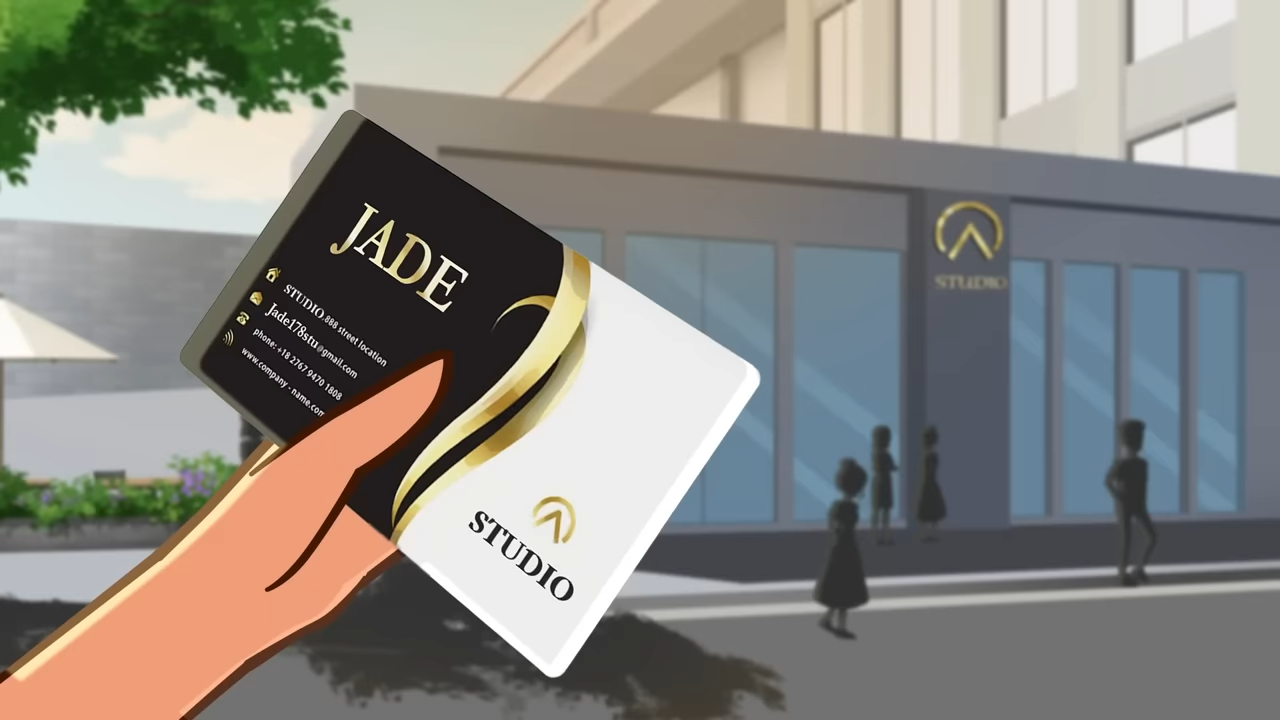 JADE
STUDIO.888 street location
Jade178stu@gmail.com
phone:+18 2767 9470 1808
www.company - name.com
STUDIO
STUDIO